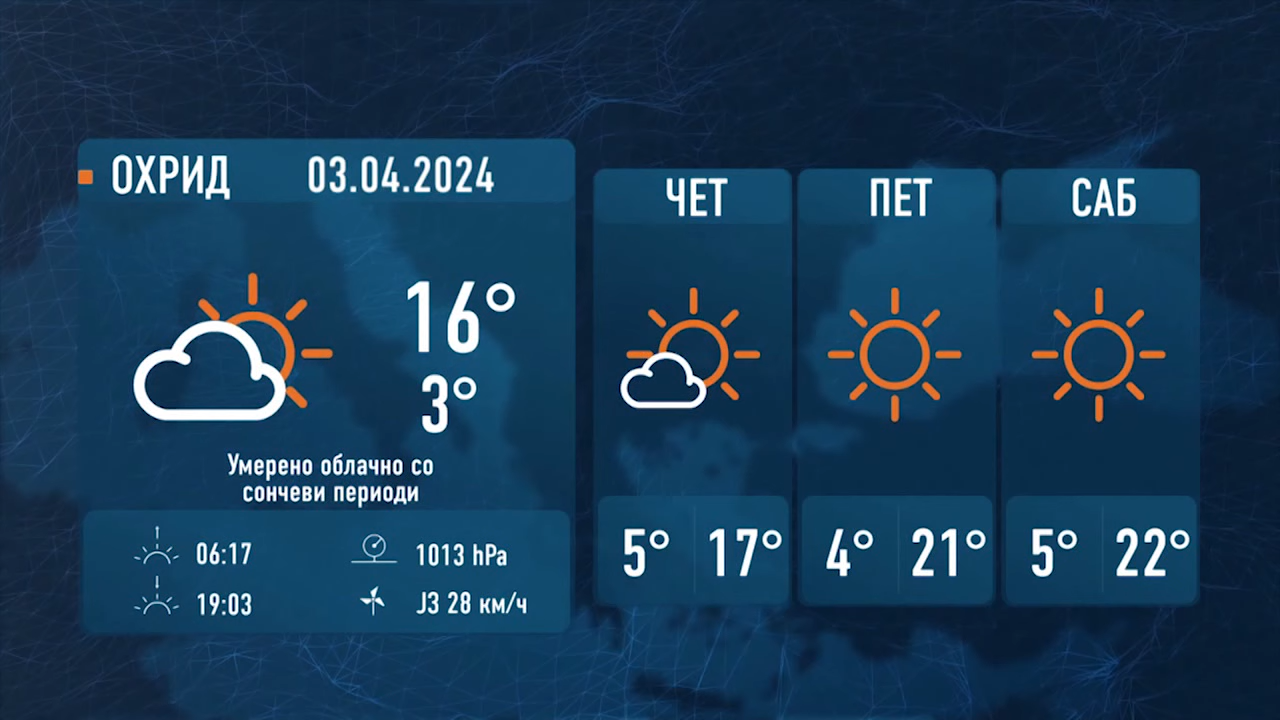 ОХРИД 03.04.2024
16°
3°
Умерено облачно со
сончеви периоди
06:17 1013 hPa
19:03 ЈЗ 28 км/ч
ЧЕТ ПЕТ САБ
5° 17° 4° 21° 5° 22°